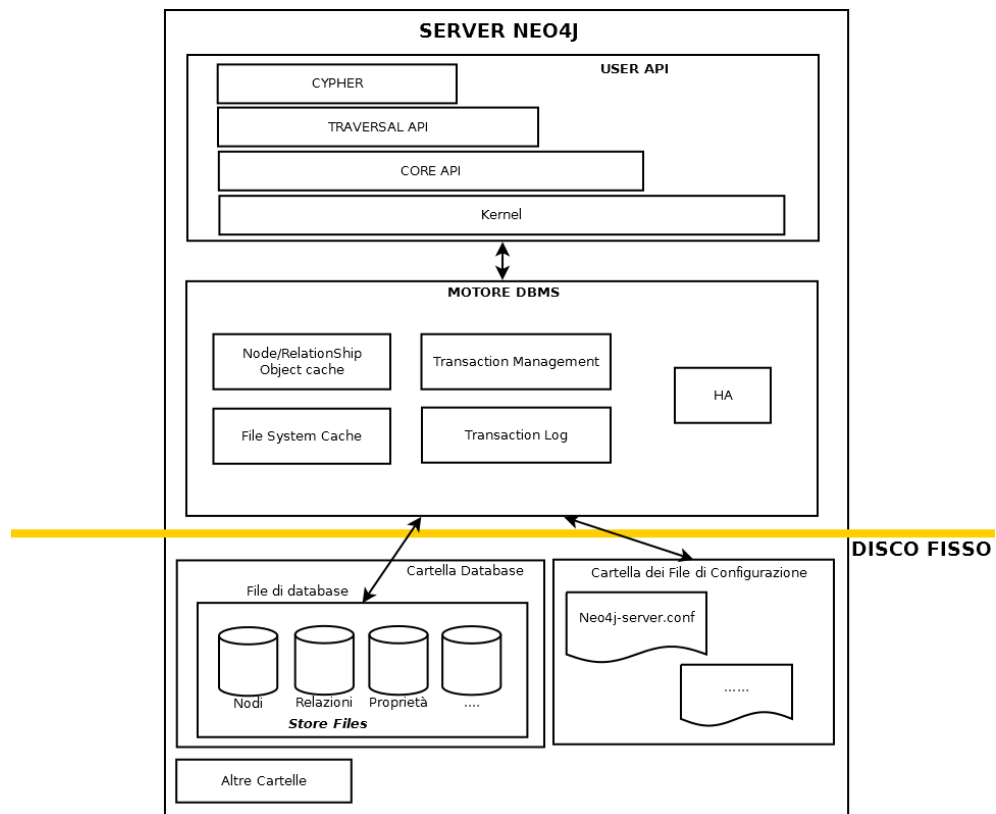 SERVER NEO4J
USER API
CYPHER
TRAVERSAL API
CORE API
Kernel
MOTORE DBMS
Node/RelationShip
Object cache
Transaction Management
HA
File System Cache
Transaction Log
DISCO FISSO
Cartella Database
File di database
Nodi
Relazioni
Proprietà
....
Store Files
Cartella dei File di Configurazione
Neo4j-server.conf
......
Altre Cartelle